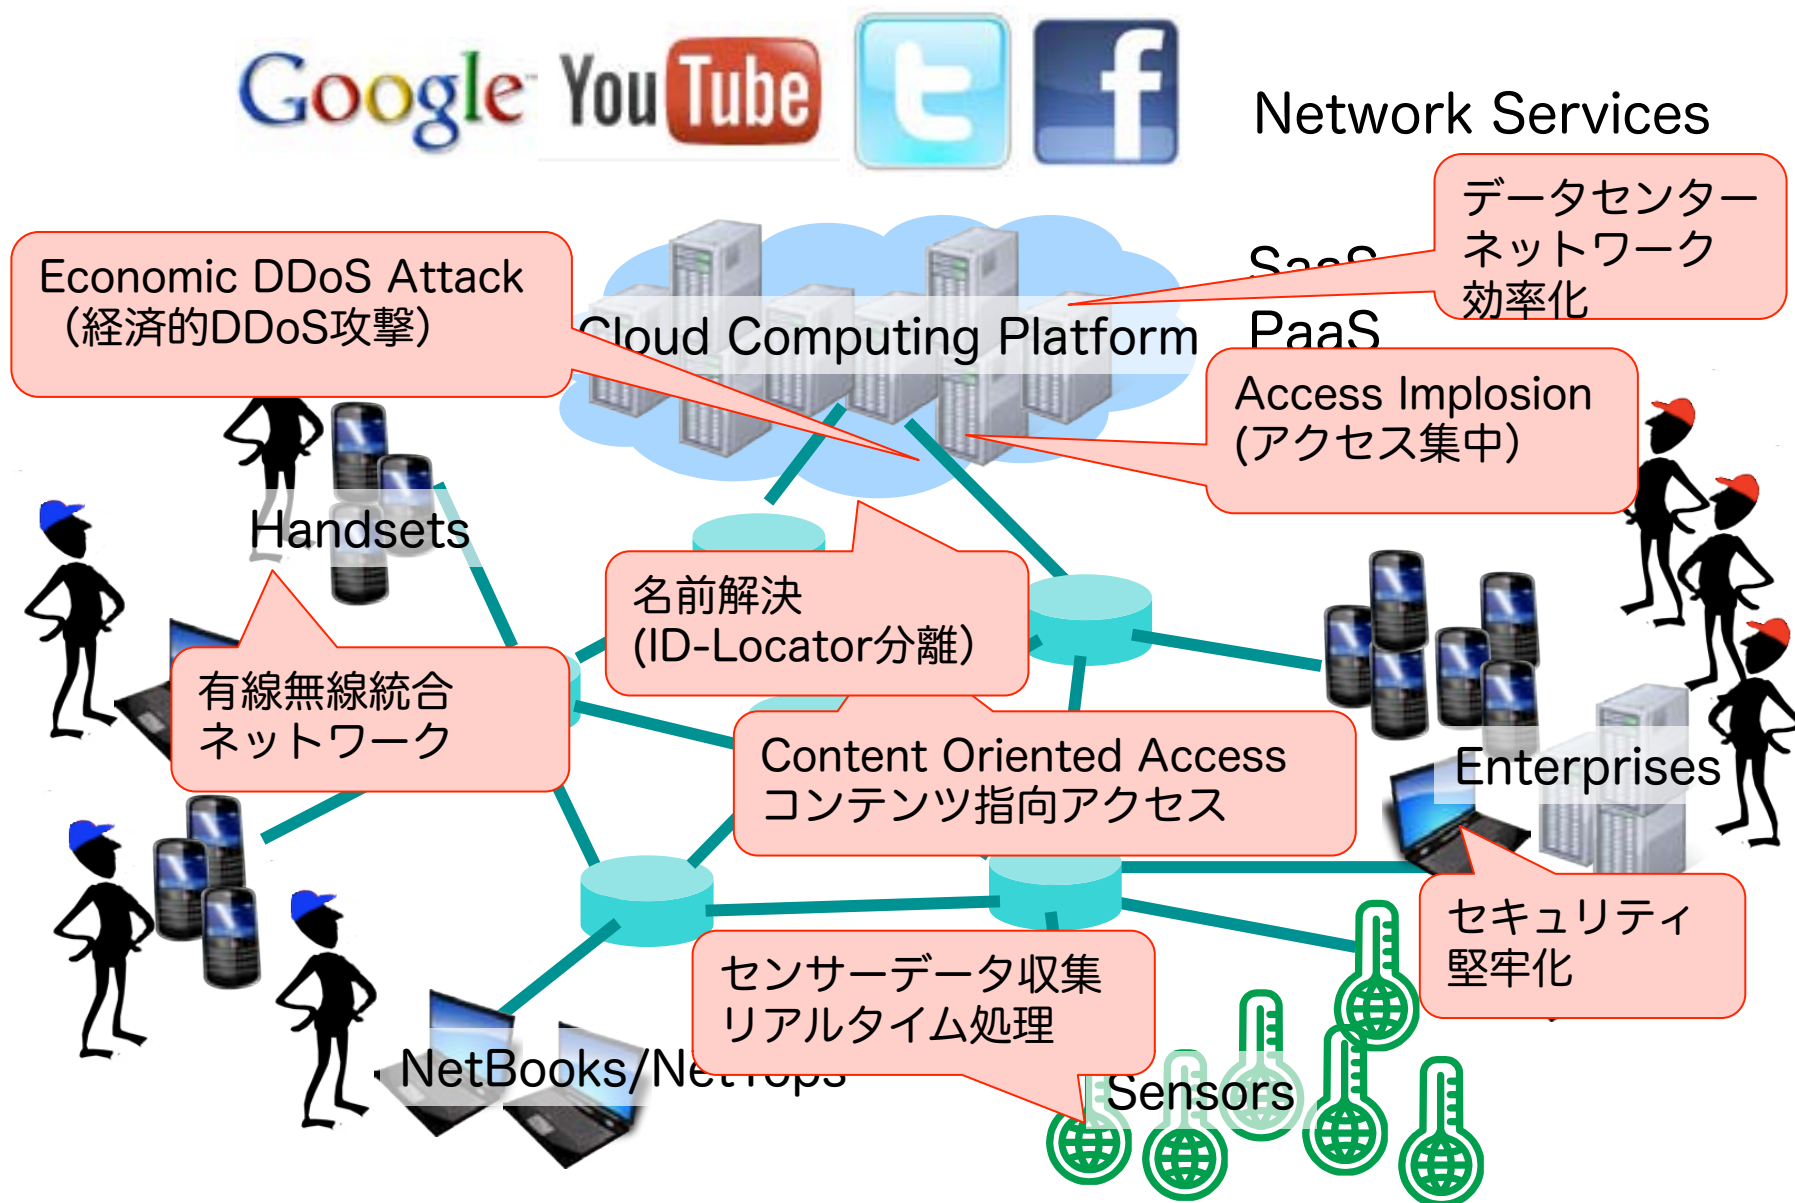 Google
You Tube
Network Services
データセンター
ネットワーク
効率化
Economic DDoS Attack
（経済的DDoS攻撃）
SaaS
PaaS
Cloud Computing Platform
Access Implosion
(アクセス集中）
Handsets
名前解決
(ID-Locator分離）
有線無線統合
ネットワーク
Content Oriented Access
コンテンツ指向アクセス
Enterprises
セキュリティ
堅牢化
センサーデータ収集
リアルタイム処理
NetBooks/NetTops
Sensors